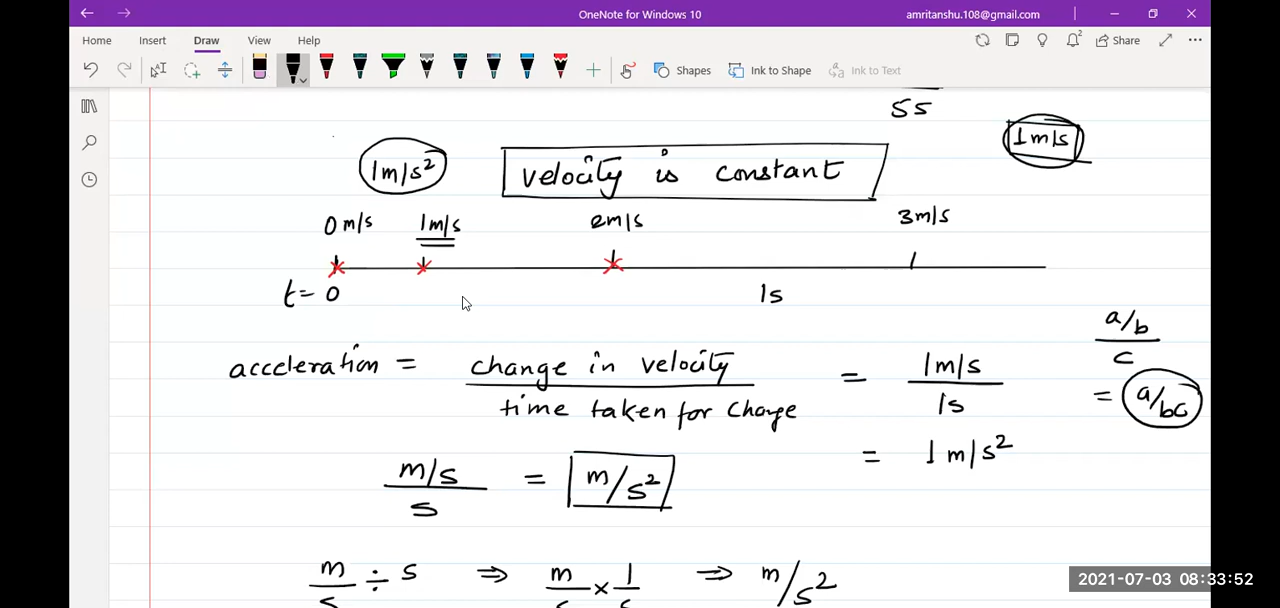 OneNote for Windows 10
amritanshu.108@gmail.com
Home Insert Draw View Help
Share
Shapes Ink to Shape Ink to Text
5s
1m/s² velocity is constant 1m/s
0 m/s 1m/s 2m/s 3m/s
t = 0 1s
acceleration = change in velocity / time taken for change = 1m/s / 1s
a/b / c
= a/bc
= 1 m/s²
m/s / s = m/s²
m/s ÷ s ⇒ m/s × 1/s ⇒ m/s²
2021-07-03 08:33:52